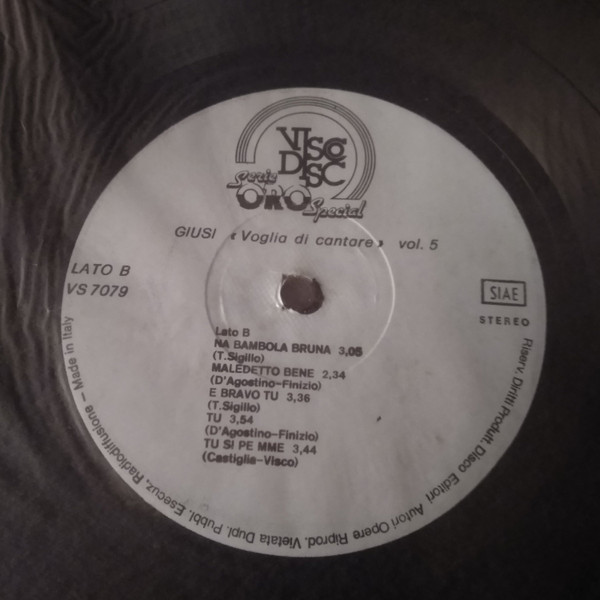 VISCO
DISC
Serie
ORO Special
GIUSI «Voglia di cantare» vol. 5
LATO B
VS 7079
SIAE
STEREO
Lato B
NA BAMBOLA BRUNA 3,05
(T.Sigillo)
MALEDETTO BENE 2,34
(D'Agostino-Finizio)
E BRAVO TU 3,36
(T.Sigillo)
TU 3,54
(D'Agostino-Finizio)
TU SI PE MME 3,44
(Castiglia-Visco)
Riserv. Diritti Produtt. Disco Editori Autori Opere Riprod. Vietata Dupl. Pubbl. Esecuz. Radiodiffusione - Made in Italy